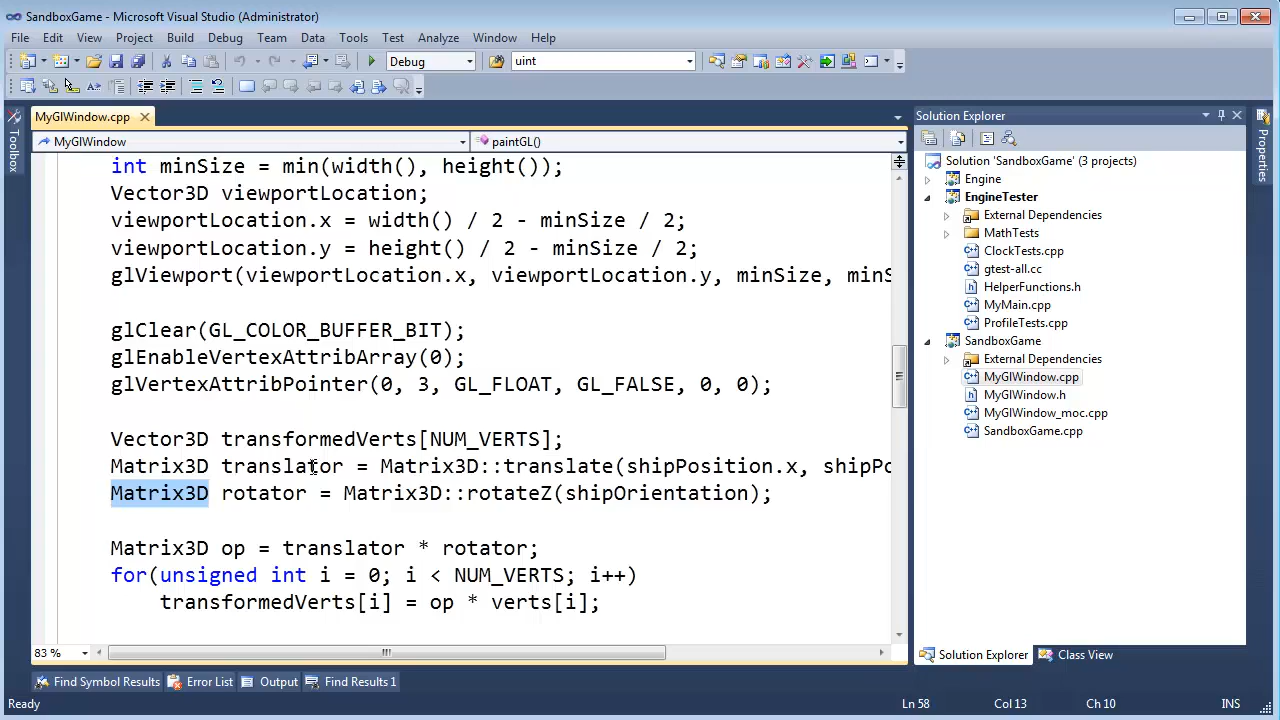 SandboxGame - Microsoft Visual Studio (Administrator)
File Edit View Project Build Debug Team Data Tools Test Analyze Window Help
Debug uint
MyGlWindow.cpp
MyGlWindow paintGL()
int minSize = min(width(), height());
Vector3D viewportLocation;
viewportLocation.x = width() / 2 - minSize / 2;
viewportLocation.y = height() / 2 - minSize / 2;
glViewport(viewportLocation.x, viewportLocation.y, minSize, minS
glClear(GL_COLOR_BUFFER_BIT);
glEnableVertexAttribArray(0);
glVertexAttribPointer(0, 3, GL_FLOAT, GL_FALSE, 0, 0);
Vector3D transformedVerts[NUM_VERTS];
Matrix3D translator = Matrix3D::translate(shipPosition.x, shipPo
Matrix3D rotator = Matrix3D::rotateZ(shipOrientation);
Matrix3D op = translator * rotator;
for(unsigned int i = 0; i < NUM_VERTS; i++)
transformedVerts[i] = op * verts[i];
83 %
Toolbox
Solution Explorer
Solution 'SandboxGame' (3 projects)
Engine
EngineTester
External Dependencies
MathTests
ClockTests.cpp
gtest-all.cc
HelperFunctions.h
MyMain.cpp
ProfileTests.cpp
SandboxGame
External Dependencies
MyGlWindow.cpp
MyGlWindow.h
MyGlWindow_moc.cpp
SandboxGame.cpp
Solution Explorer Class View
Properties
Find Symbol Results Error List Output Find Results 1
Ready Ln 58 Col 13 Ch 10 INS